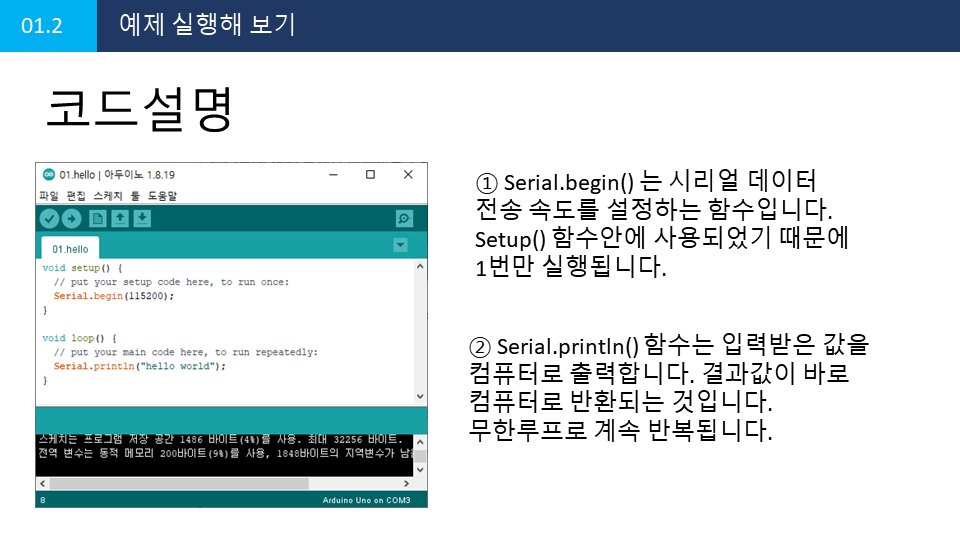 01.2
예제 실행해 보기
코드설명
01.hello | 아두이노 1.8.19
파일 편집 스케치 툴 도움말
01.hello
void setup() {
// put your setup code here, to run once:
Serial.begin(115200);
}
void loop() {
// put your main code here, to run repeatedly:
Serial.println("hello world");
}
스케치는 프로그램 저장 공간 1486 바이트(4%)를 사용. 최대 32256 바이트.
전역 변수는 동적 메모리 200바이트(9%)를 사용, 1848바이트의 지역변수가 남음
8
Arduino Uno on COM3
① Serial.begin() 는 시리얼 데이터
전송 속도를 설정하는 함수입니다.
Setup() 함수안에 사용되었기 때문에
1번만 실행됩니다.
② Serial.println() 함수는 입력받은 값을
컴퓨터로 출력합니다. 결과값이 바로
컴퓨터로 반환되는 것입니다.
무한루프로 계속 반복됩니다.